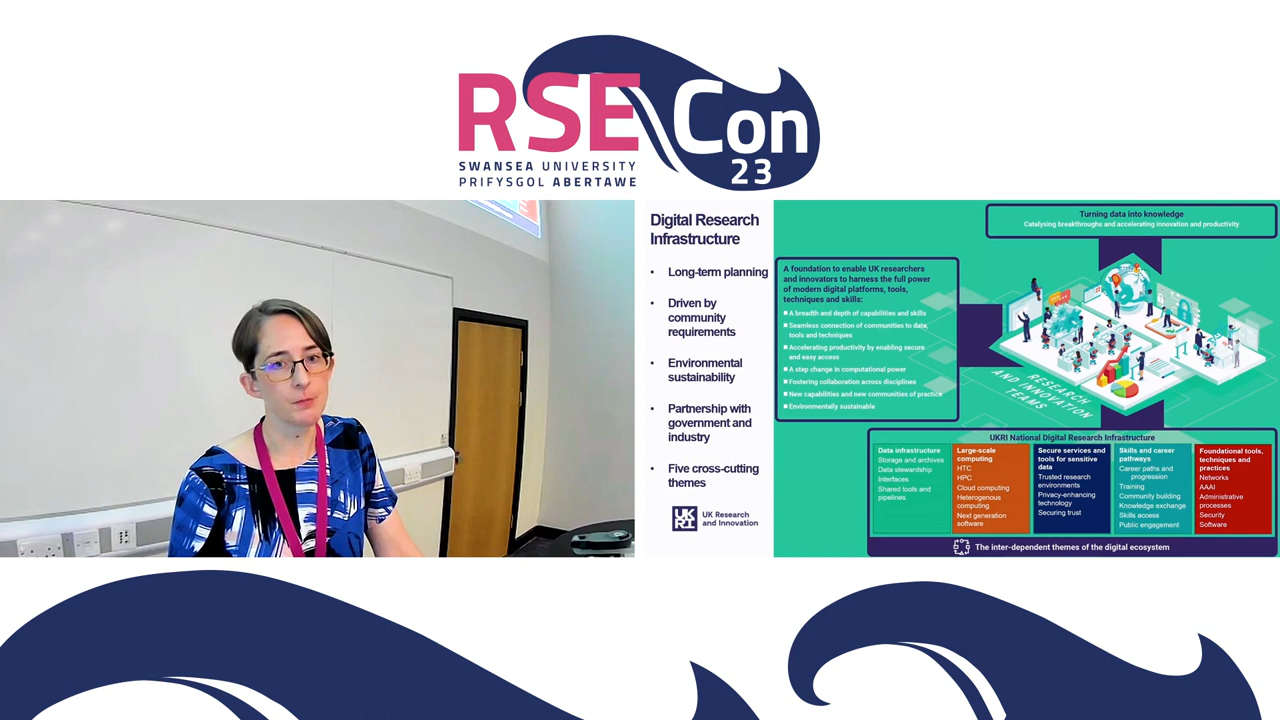 RSE Con
23
SWANSEA UNIVERSITY
PRIFYSGOL ABERTAWE
Digital Research
Infrastructure
• Long-term planning
• Driven by
community
requirements
• Environmental
sustainability
• Partnership with
government and
industry
• Five cross-cutting
themes
UKRI
UK Research
and Innovation
Turning data into knowledge
Catalysing breakthroughs and accelerating innovation and productivity
A foundation to enable UK researchers
and innovators to harness the full power
of modern digital platforms, tools,
techniques and skills:
A breadth and depth of capabilities and skills
Seamless connection of communities to data,
tools and techniques
Accelerating productivity by enabling secure
and easy access
A step change in computational power
Fostering collaboration across disciplines
New capabilities and new communities of practice
Environmentally sustainable
RESEARCH
AND INNOVATION
TEAMS
UKRI National Digital Research Infrastructure
Data infrastructure
Storage and archives
Data stewardship
Interfaces
Shared tools and
pipelines
Large-scale
computing
HTC
HPC
Cloud computing
Heterogenous
computing
Next generation
software
Secure services and
tools for sensitive
data
Trusted research
environments
Privacy-enhancing
technology
Securing trust
Skills and career
pathways
Career paths and
progression
Training
Community building
Knowledge exchange
Skills access
Public engagement
Foundational tools,
techniques and
practices
Networks
AAAI
Administrative
processes
Security
Software
The inter-dependent themes of the digital ecosystem